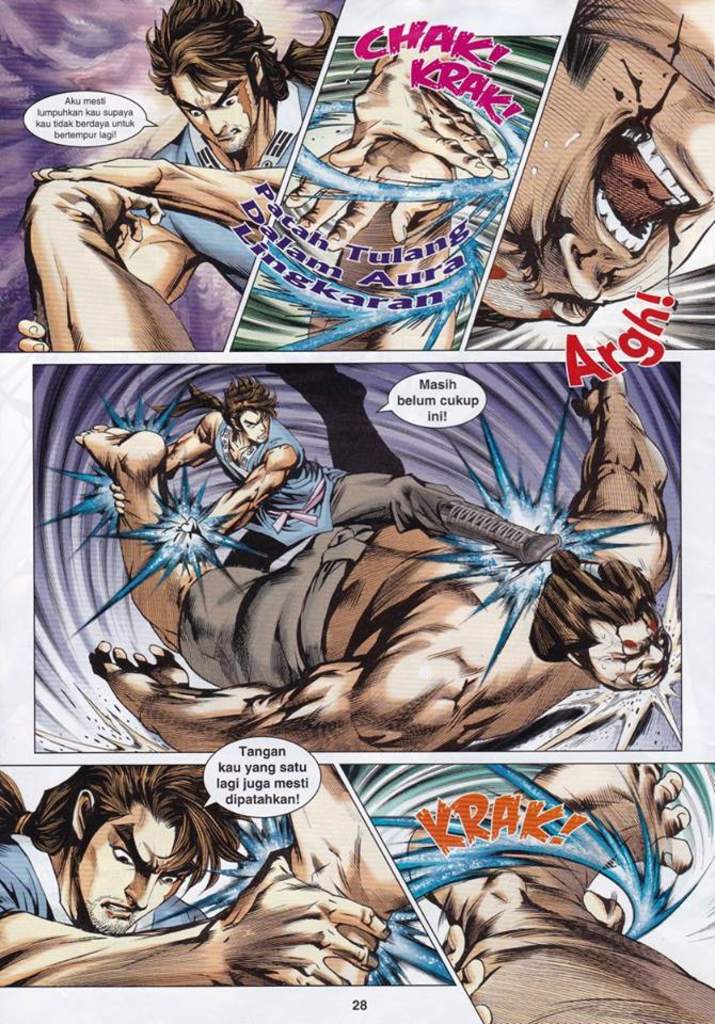 Aku mesti
lumpuhkan kau supaya
kau tidak berdaya untuk
bertempur lagi!
CHAK!
KRAK!
Patah Tulang
Dalam Aura
Lingkaran
Argh!
Masih
belum cukup
ini!
Tangan
kau yang satu
lagi juga mesti
dipatahkan!
KRAK!
28